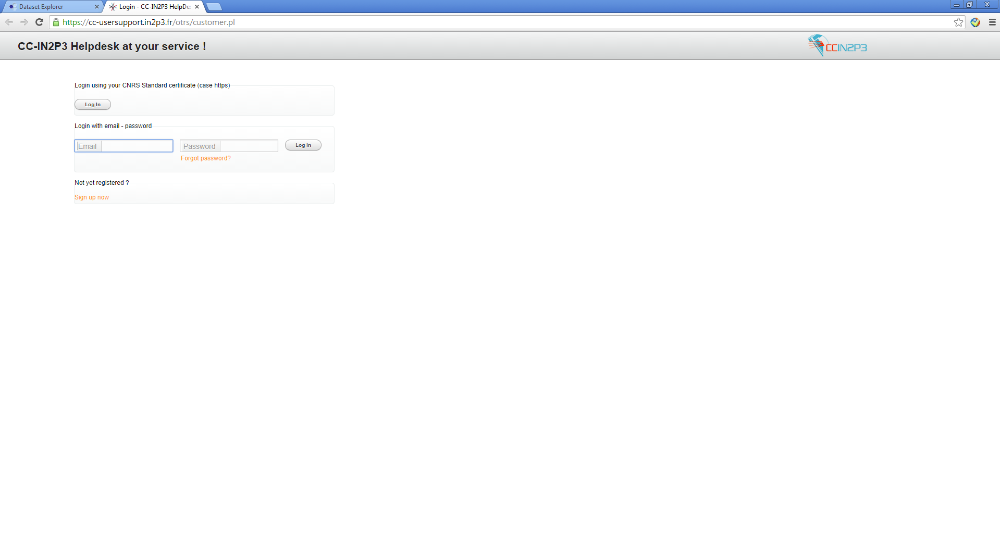 Dataset Explorer
Login - CC-IN2P3 HelpDe
https://cc-usersupport.in2p3.fr/otrs/customer.pl
CC-IN2P3 Helpdesk at your service !
CCIN2P3
Login using your CNRS Standard certificate (case https)
Log In
Login with email - password
Email
Password
Log In
Forgot password?
Not yet registered ?
Sign up now